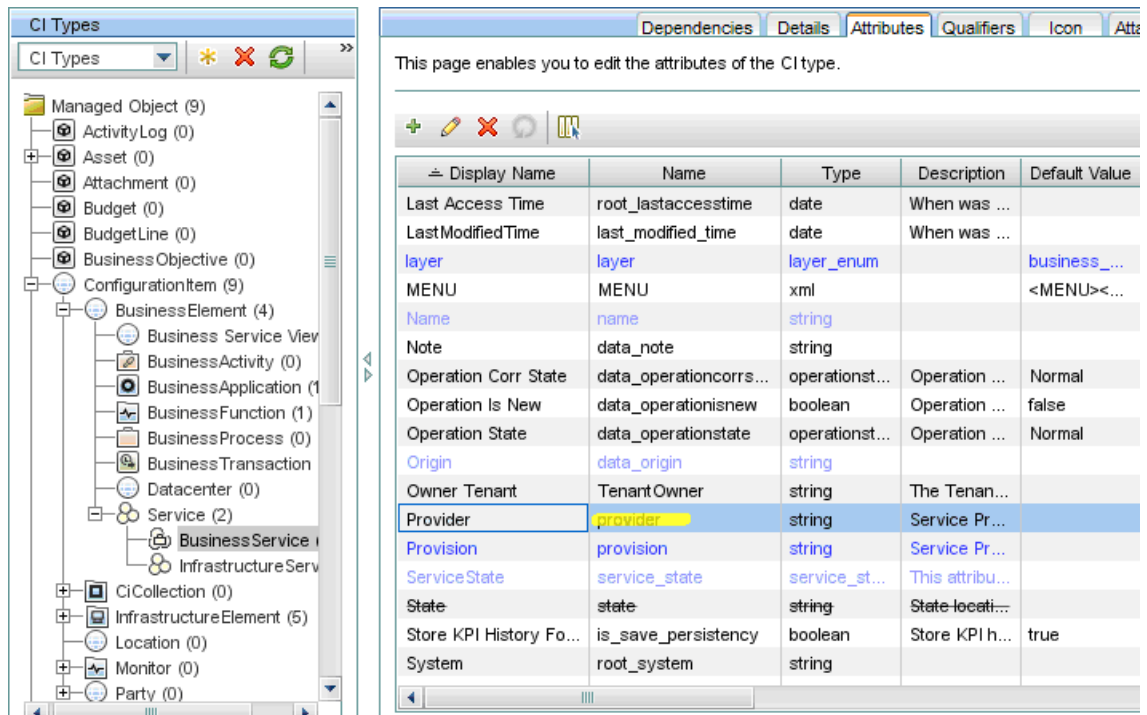 CI Types
CI Types
»
Managed Object (9)
ActivityLog (0)
Asset (0)
Attachment (0)
Budget (0)
BudgetLine (0)
BusinessObjective (0)
ConfigurationItem (9)
BusinessElement (4)
Business Service View
BusinessActivity (0)
BusinessApplication (1
BusinessFunction (1)
BusinessProcess (0)
BusinessTransaction
Datacenter (0)
Service (2)
BusinessService (
InfrastructureServ
CiCollection (0)
InfrastructureElement (5)
Location (0)
Monitor (0)
Party (0)
Dependencies Details Attributes Qualifiers Icon Atta
This page enables you to edit the attributes of the CI type.
Display Name Name Type Description Default Value
Last Access Time root_lastaccesstime date When was ...
LastModifiedTime last_modified_time date When was ...
layer layer layer_enum business_...
MENU MENU xml <MENU><...
Name name string
Note data_note string
Operation Corr State data_operationcorrs... operationst... Operation ... Normal
Operation Is New data_operationisnew boolean Operation ... false
Operation State data_operationstate operationst... Operation ... Normal
Origin data_origin string
Owner Tenant TenantOwner string The Tenan...
Provider provider string Service Pr...
Provision provision string Service Pr...
ServiceState service_state service_st... This attribu...
State state string State locati...
Store KPI History Fo... is_save_persistency boolean Store KPI h... true
System root_system string